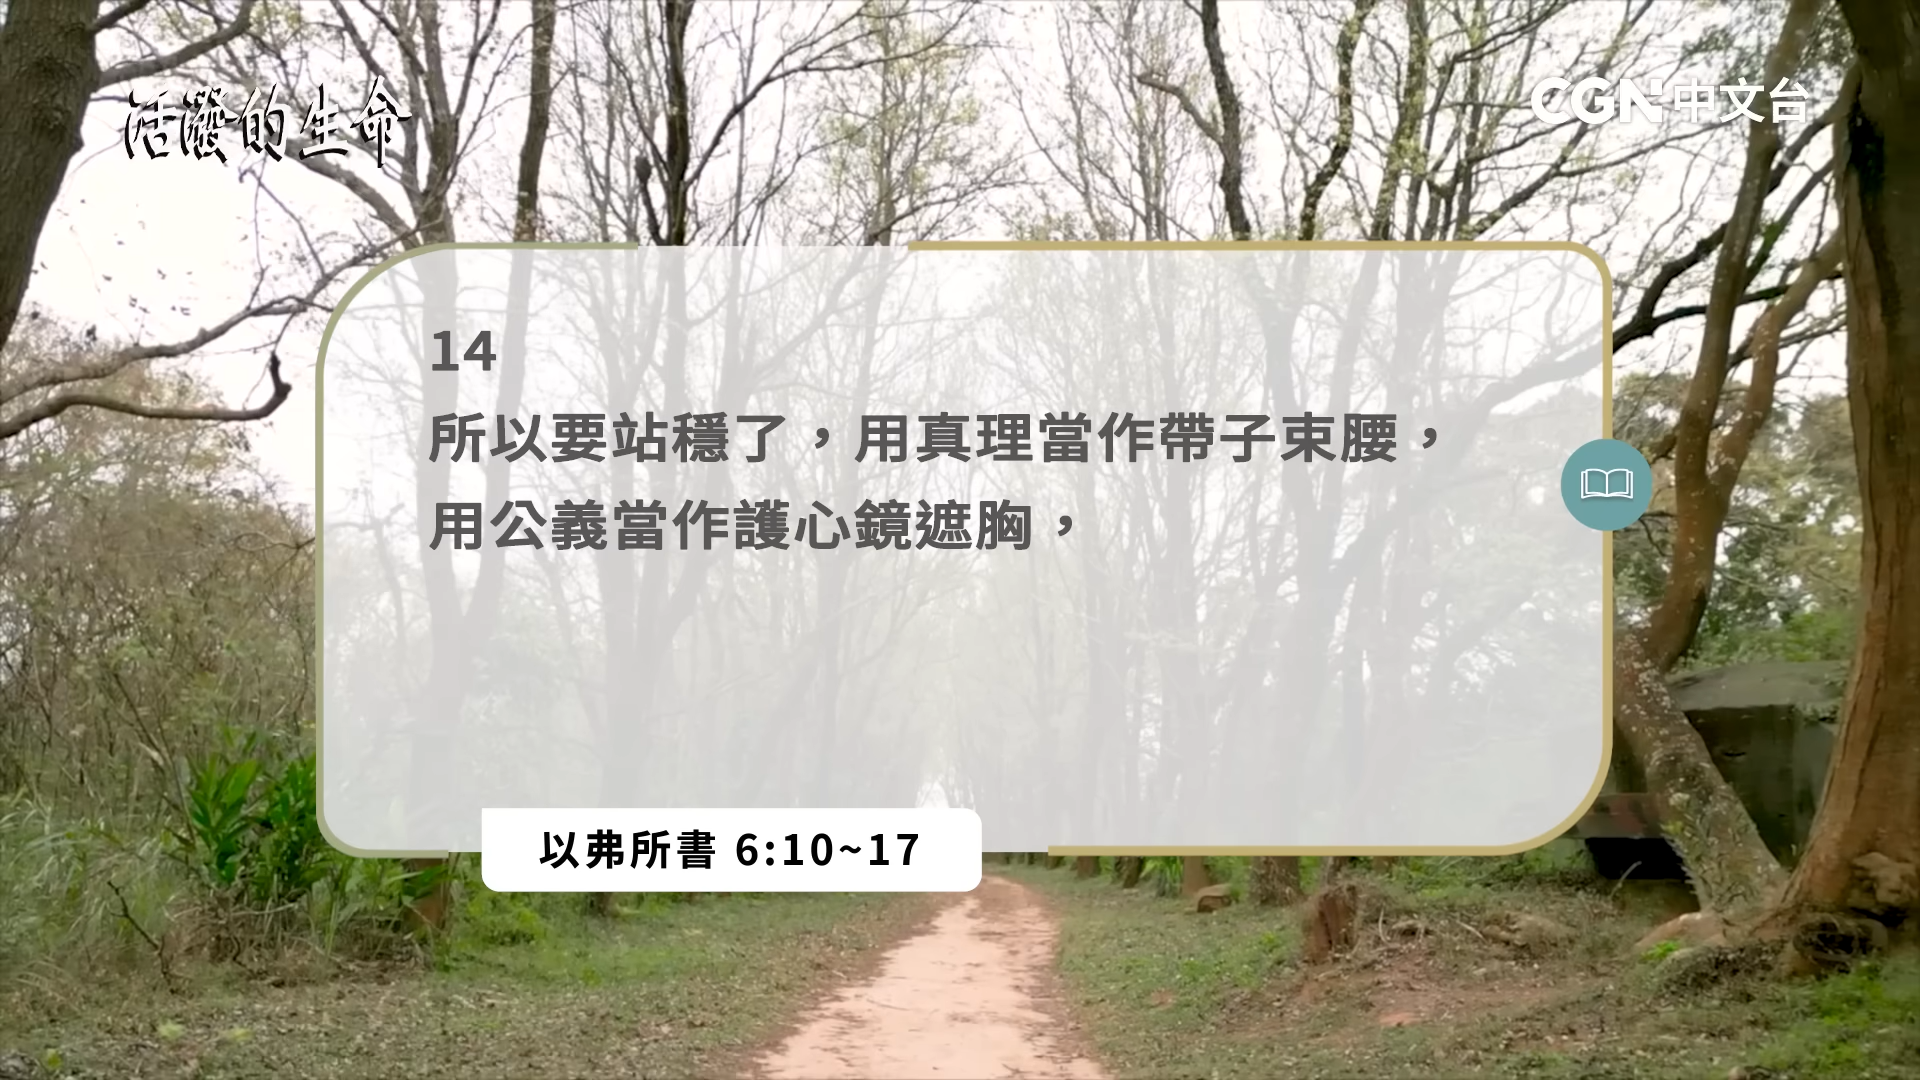 活潑的生命
CGN中文台
14
所以要站穩了，用真理當作帶子束腰，
用公義當作護心鏡遮胸，
以弗所書 6:10~17